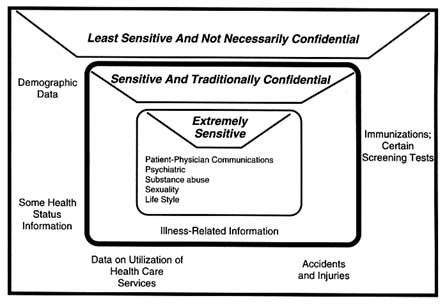 Least Sensitive And Not Necessarily Confidential
Demographic
Data
Sensitive And Traditionally Confidential
Extremely
Sensitive
Patient-Physician Communications
Psychiatric
Substance abuse
Sexuality
Life Style
Immunizations;
Certain
Screening Tests
Some Health
Status
Information
Illness-Related Information
Data on Utilization of
Health Care
Services
Accidents
and Injuries